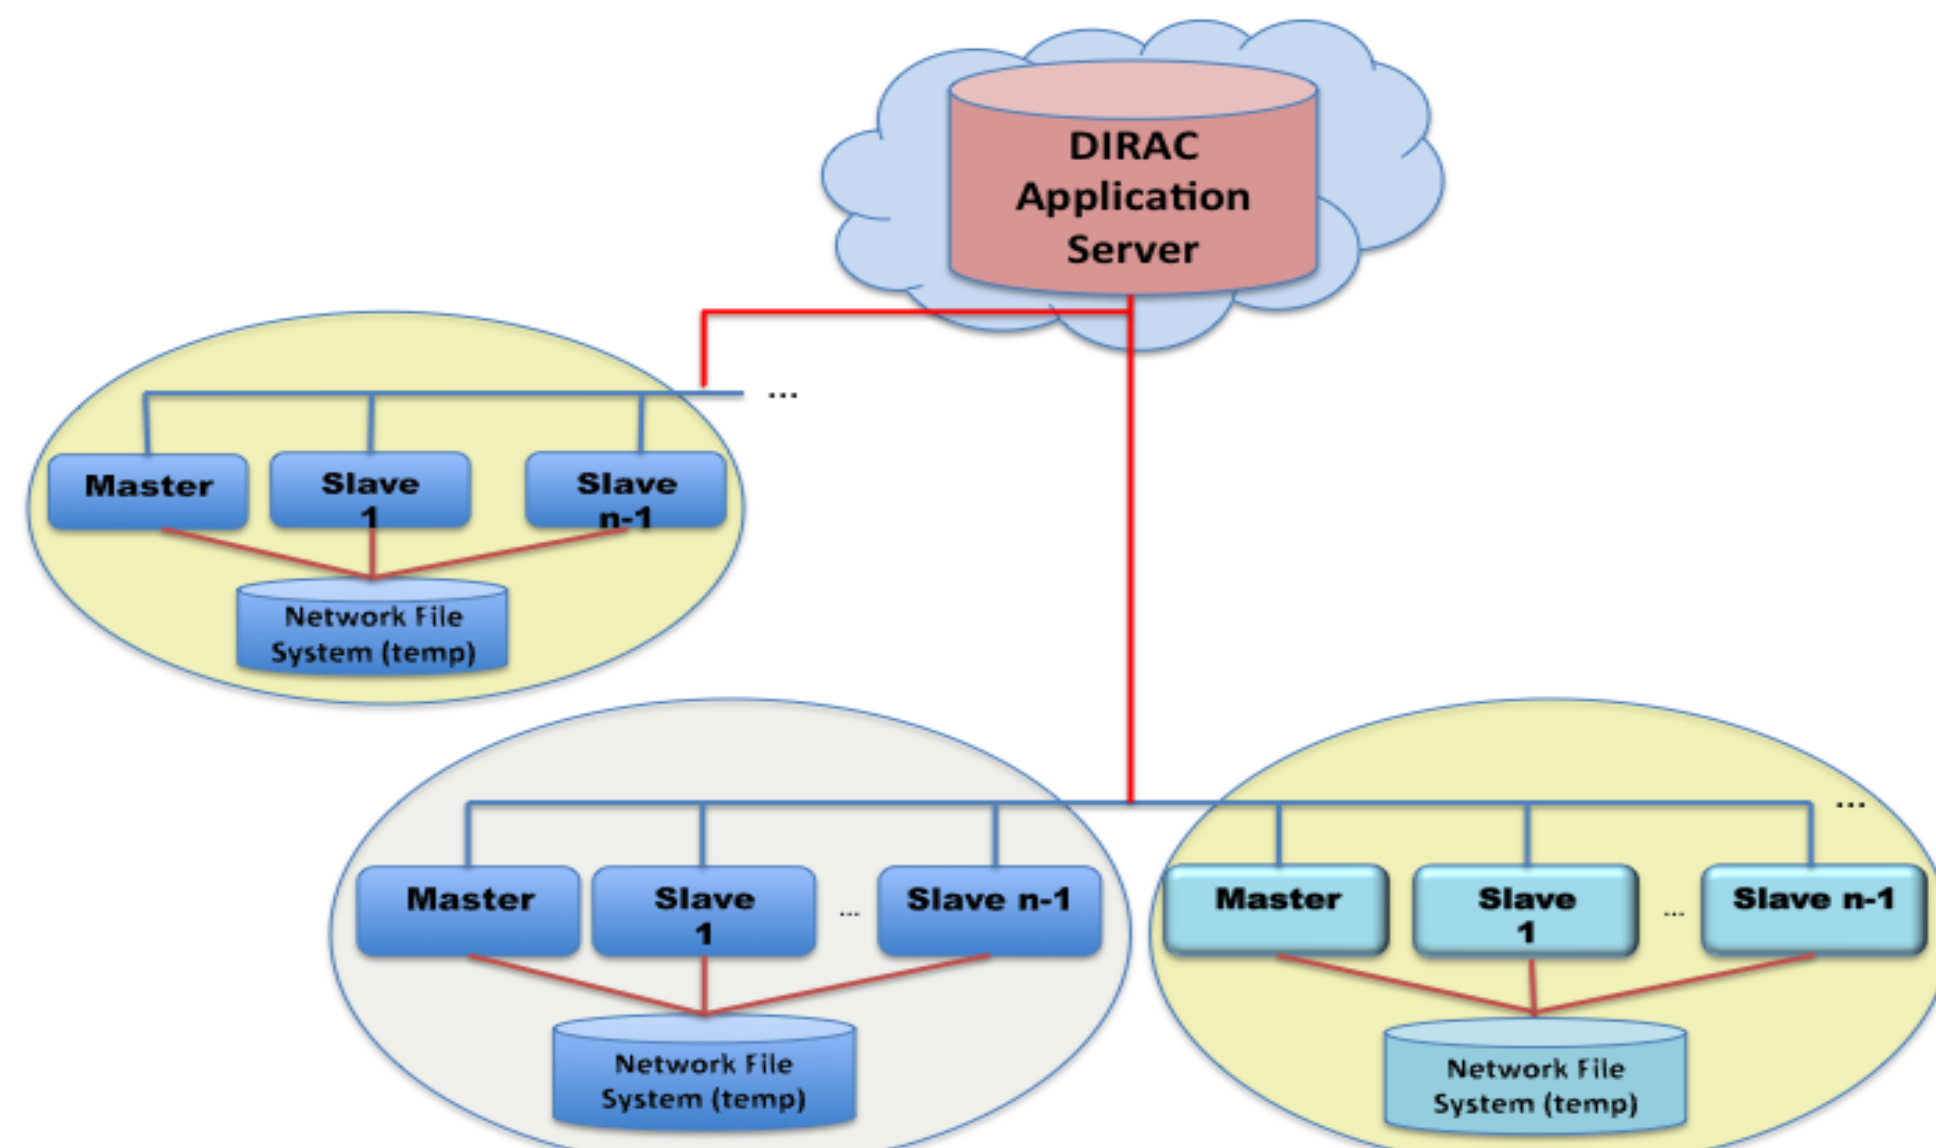 DIRAC
Application
Server
...
Master
Slave
1
Slave
n-1
Network File
System (temp)
...
Master
Slave
1
...
Slave n-1
Network File
System (temp)
Master
Slave
1
...
Slave n-1
Network File
System (temp)